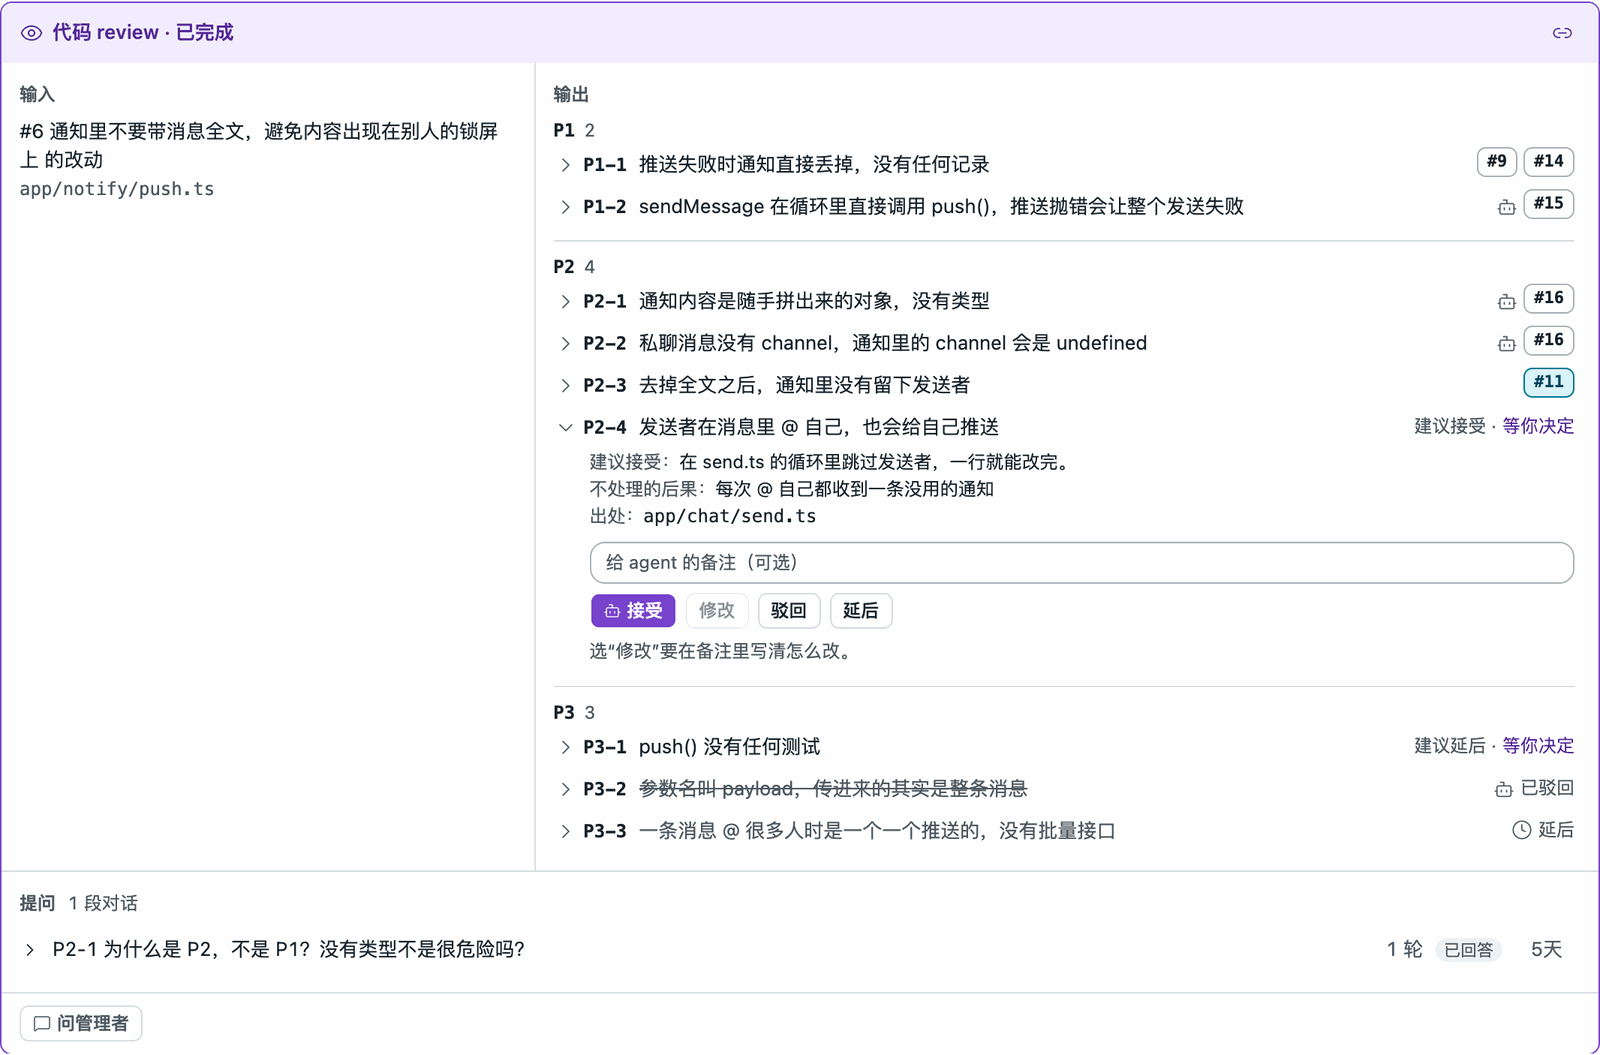 代码 review · 已完成
输入
#6 通知里不要带消息全文，避免内容出现在别人的锁屏
上 的改动
app/notify/push.ts
输出
P1 2
P1-1 推送失败时通知直接丢掉，没有任何记录 #9 #14
P1-2 sendMessage 在循环里直接调用 push()，推送抛错会让整个发送失败 #15
P2 4
P2-1 通知内容是随手拼出来的对象，没有类型 #16
P2-2 私聊消息没有 channel，通知里的 channel 会是 undefined #16
P2-3 去掉全文之后，通知里没有留下发送者 #11
P2-4 发送者在消息里 @ 自己，也会给自己推送 建议接受 · 等你决定
建议接受：在 send.ts 的循环里跳过发送者，一行就能改完。
不处理的后果：每次 @ 自己都收到一条没用的通知
出处：app/chat/send.ts
给 agent 的备注（可选）
接受 修改 驳回 延后
选“修改”要在备注里写清怎么改。
P3 3
P3-1 push() 没有任何测试 建议延后 · 等你决定
P3-2 参数名叫 payload，传进来的其实是整条消息 已驳回
P3-3 一条消息 @ 很多人时是一个一个推送的，没有批量接口 延后
提问 1 段对话
P2-1 为什么是 P2，不是 P1？没有类型不是很危险吗？ 1 轮 已回答 5天
问管理者